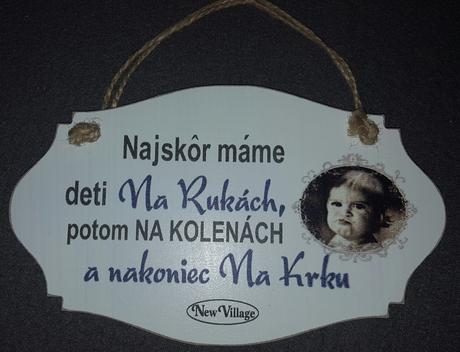 Najskôr máme
deti Na Rukách,
potom NA KOLENÁCH
a nakoniec Na Krku
New Village